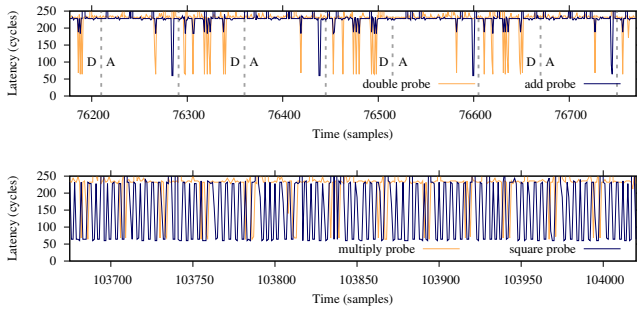 250
200
150
100
50
0
Latency (cycles)
D A D A D A D A
double probe add probe
76200 76300 76400 76500 76600 76700
Time (samples)
250
200
150
100
50
0
Latency (cycles)
multiply probe square probe
103700 103750 103800 103850 103900 103950 104000
Time (samples)